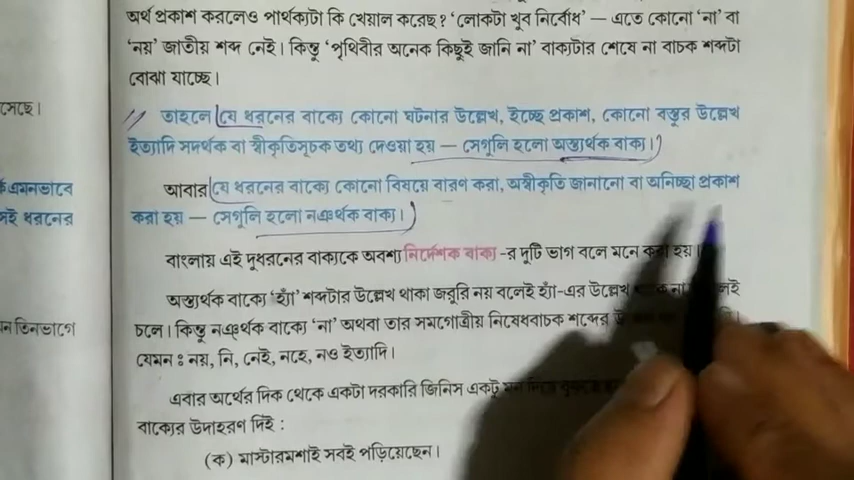 অর্থ প্রকাশ করলেও পার্থক্যটা কি খেয়াল করেছ? 'লোকটা খুব নির্বোধ' — এতে কোনো 'না' বা
'নয়' জাতীয় শব্দ নেই। কিন্তু 'পৃথিবীর অনেক কিছুই জানি না' বাক্যটার শেষে না বাচক শব্দটা
বোঝা যাচ্ছে।
সেছে।
তাহলে যে ধরনের বাক্যে কোনো ঘটনার উল্লেখ, ইচ্ছে প্রকাশ, কোনো বস্তুর উল্লেখ
ইত্যাদি সদর্থক বা স্বীকৃতিসূচক তথ্য দেওয়া হয় — সেগুলি হলো অস্ত্যর্থক বাক্য।
এমনভাবে
আবার যে ধরনের বাক্যে কোনো বিষয়ে বারণ করা, অস্বীকৃতি জানানো বা অনিচ্ছা প্রকাশ
সেই ধরনের
করা হয় — সেগুলি হলো নঞর্থক বাক্য।
বাংলায় এই দুধরনের বাক্যকে অবশ্য নির্দেশক বাক্য -র দুটি ভাগ বলে মনে করা হয়।
অস্ত্যর্থক বাক্যে 'হ্যাঁ' শব্দটার উল্লেখ থাকা জরুরি নয় বলেই হ্যাঁ-এর উল্লেখ
তিনভাগে
চলে। কিন্তু নঞর্থক বাক্যে 'না' অথবা তার সমগোত্রীয় নিষেধবাচক শব্দের
যেমন : নয়, নি, নেই, নহে, নও ইত্যাদি।
এবার অর্থের দিক থেকে একটা দরকারি জিনিস একটু
বাক্যের উদাহরণ দিই :
(ক) মাস্টারমশাই সবই পড়িয়েছেন।